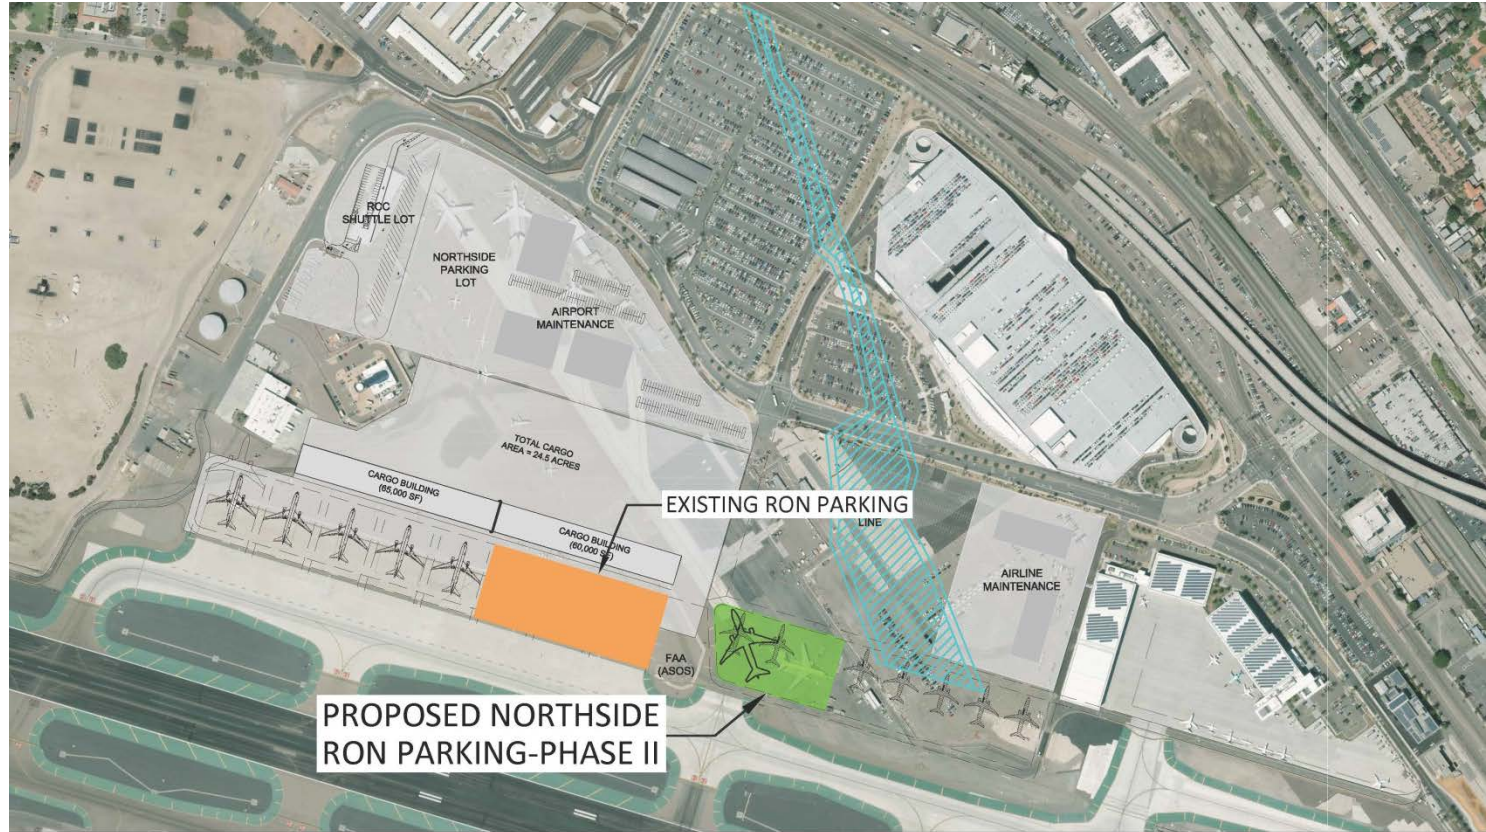 RCC
SHUTTLE LOT
NORTHSIDE
PARKING
LOT
AIRPORT
MAINTENANCE
TOTAL CARGO
AREA = 24.5 ACRES
CARGO BUILDING
(65,000 SF)
EXISTING RON PARKING
LINE
CARGO BUILDING
(60,000 SF)
AIRLINE
MAINTENANCE
FAA
(ASOS)
PROPOSED NORTHSIDE
RON PARKING-PHASE II